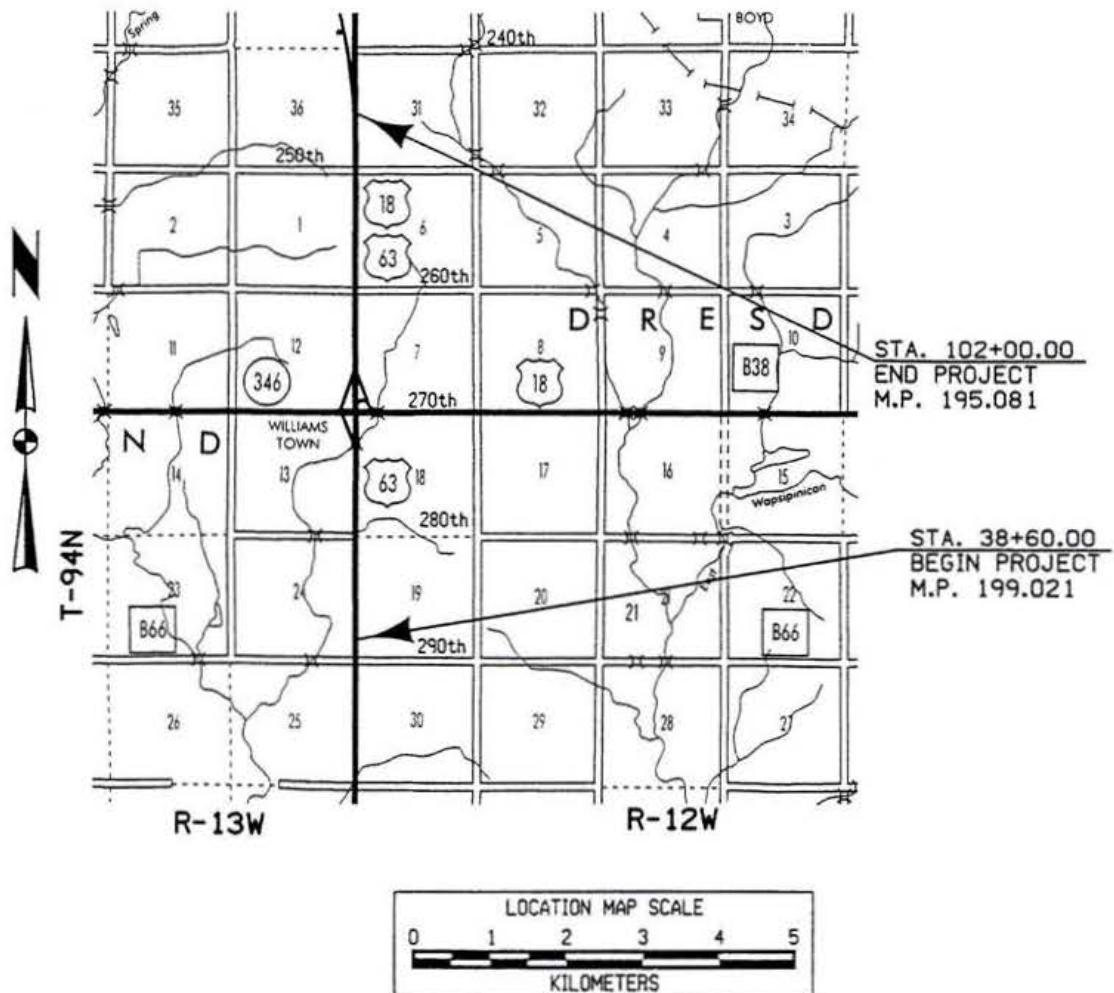 Spring
240th
BOYD
35
36
31
32
33
34
250th
2
1
18
6
5
4
3
63
260th
D R E S D
11
12
7
8
9
10
346
18
B38
270th
STA. 102+00.00
END PROJECT
M.P. 195.081
N D
WILLIAMS
TOWN
A
14
13
63
18
17
16
15
Wapsipinican
280th
N
T-94N
STA. 38+60.00
BEGIN PROJECT
M.P. 199.021
23
24
19
20
21
22
B66
B66
290th
26
25
30
29
28
27
R-13W
R-12W
LOCATION MAP SCALE
0 1 2 3 4 5
KILOMETERS